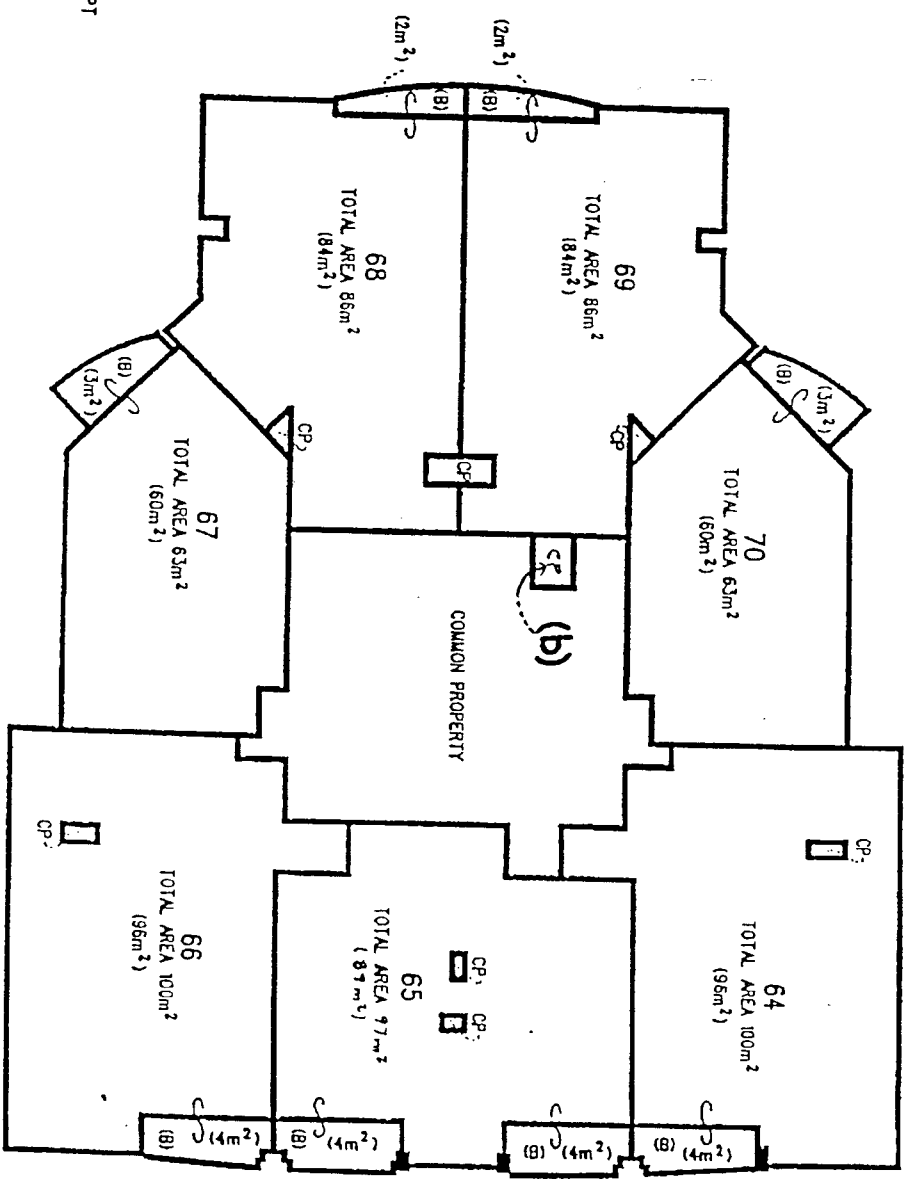 PT
(2m²)
(2m²)
(B)
(B)
68
TOTAL AREA 86m²
(84m²)
69
TOTAL AREA 86m²
(84m²)
(B)
(3m²)
(B)
(3m²)
CP
CP
CP
67
TOTAL AREA 63m²
(60m²)
70
TOTAL AREA 63m²
(60m²)
CP
(b)
COMMON PROPERTY
CP
CP
66
TOTAL AREA 100m²
(96m²)
65
TOTAL AREA 97m²
(89m²)
CP
CP
64
TOTAL AREA 100m²
(96m²)
(B)
(4m²)
(B)
(4m²)
(B)
(4m²)
(B)
(4m²)